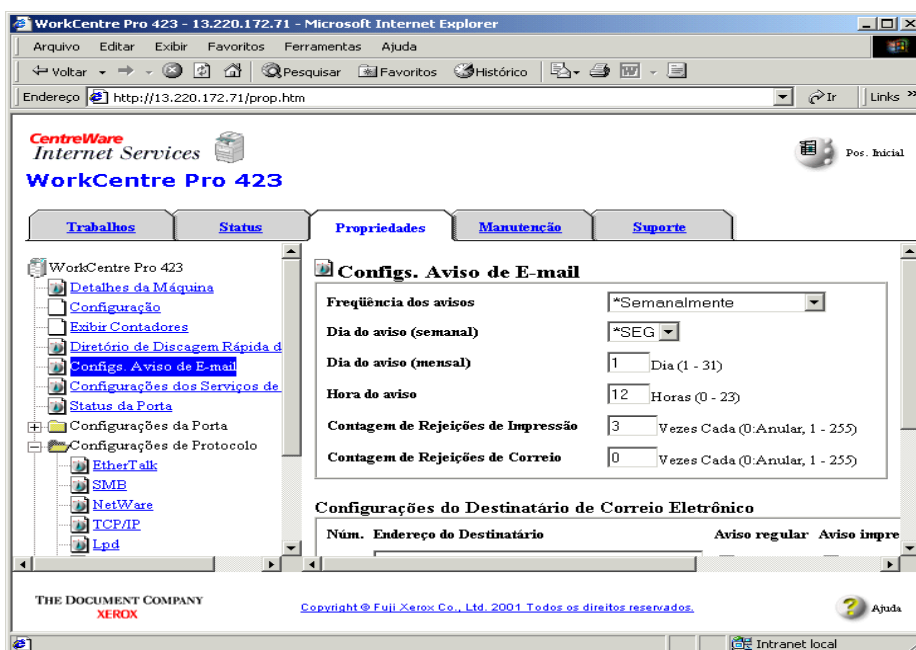 WorkCentre Pro 423 - 13.220.172.71 - Microsoft Internet Explorer
Arquivo Editar Exibir Favoritos Ferramentas Ajuda
Voltar Pesquisar Favoritos Histórico
Endereço http://13.220.172.71/prop.htm Ir Links »
CentreWare
Internet Services
Pos. Inicial
WorkCentre Pro 423
Trabalhos Status Propriedades Manutenção Suporte
WorkCentre Pro 423
Detalhes da Máquina
Configuração
Exibir Contadores
Diretório de Discagem Rápida d
Configs. Aviso de E-mail
Configurações dos Serviços de
Status da Porta
Configurações da Porta
Configurações de Protocolo
EtherTalk
SMB
NetWare
TCP/IP
Lpd
Configs. Aviso de E-mail
Freqüência dos avisos *Semanalmente
Dia do aviso (semanal) *SEG
Dia do aviso (mensal) 1 Dia (1 - 31)
Hora do aviso 12 Horas (0 - 23)
Contagem de Rejeições de Impressão 3 Vezes Cada (0:Anular, 1 - 255)
Contagem de Rejeições de Correio 0 Vezes Cada (0:Anular, 1 - 255)
Configurações do Destinatário de Correio Eletrônico
Núm. Endereço do Destinatário Aviso regular Aviso impre
THE DOCUMENT COMPANY
XEROX
Copyright © Fuji Xerox Co., Ltd. 2001 Todos os direitos reservados.
Ajuda
Intranet local